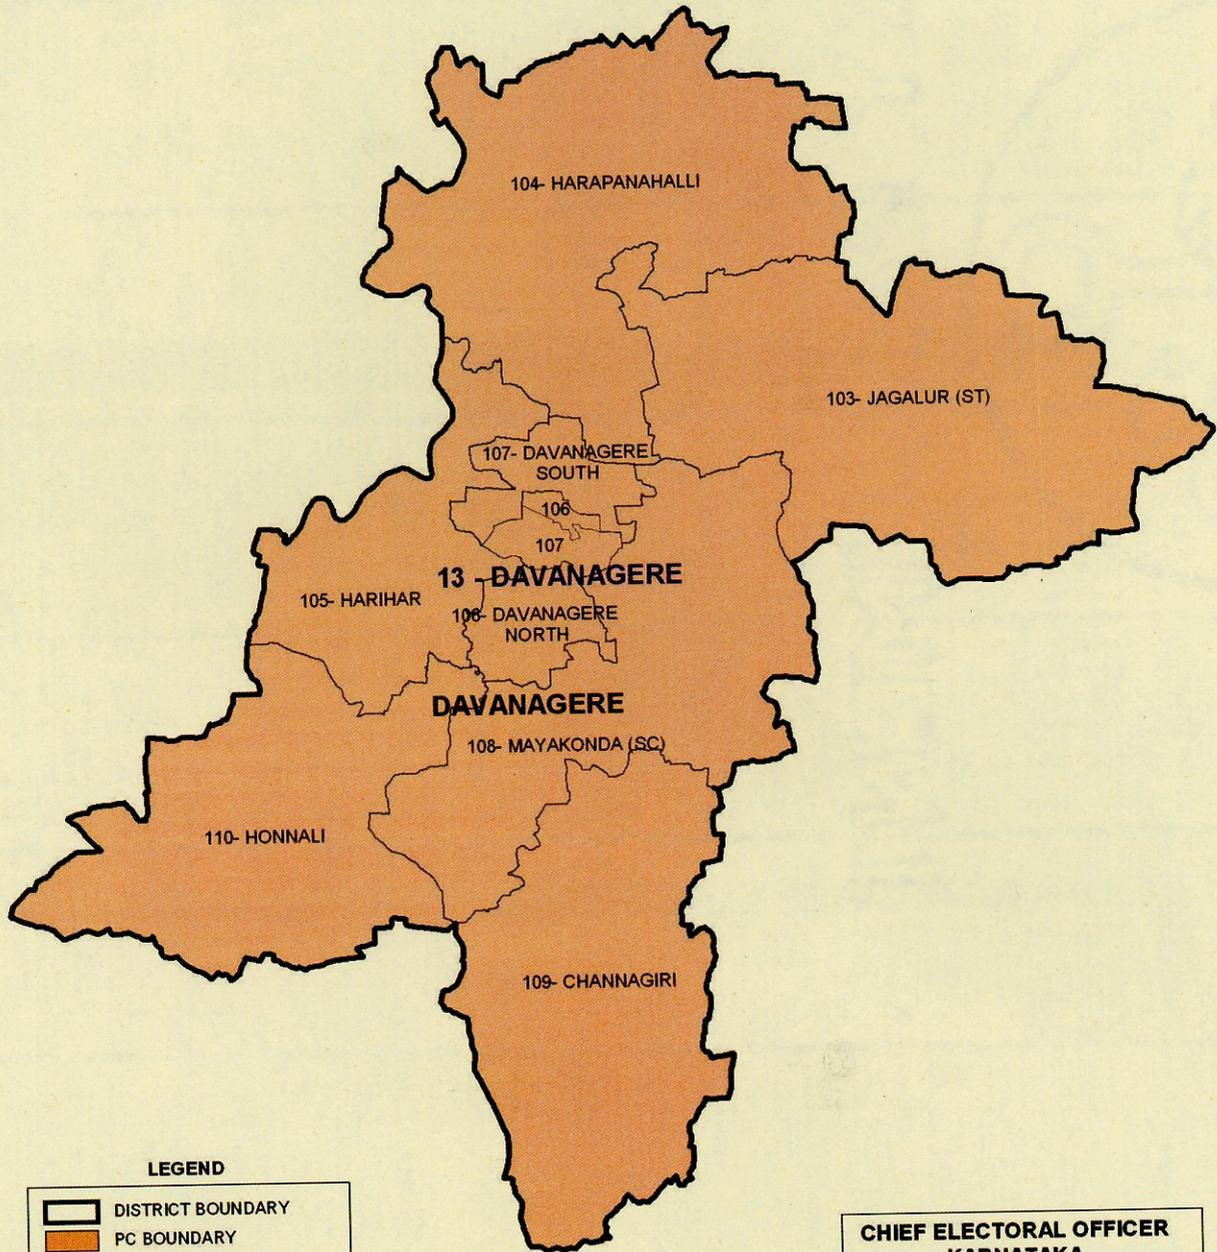 104- HARAPANAHALLI
103- JAGALUR (ST)
107- DAVANAGERE
SOUTH
106
107
13 - DAVANAGERE
105- HARIHAR
106- DAVANAGERE
NORTH
DAVANAGERE
108- MAYAKONDA (SC)
110- HONNALI
109- CHANNAGIRI
LEGEND
DISTRICT BOUNDARY
PC BOUNDARY
CHIEF ELECTORAL OFFICER
KARNATAKA